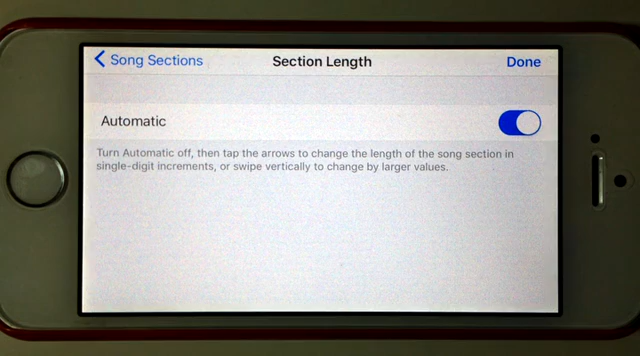 Song Sections
Section Length
Done
Automatic
Turn Automatic off, then tap the arrows to change the length of the song section in
single-digit increments, or swipe vertically to change by larger values.